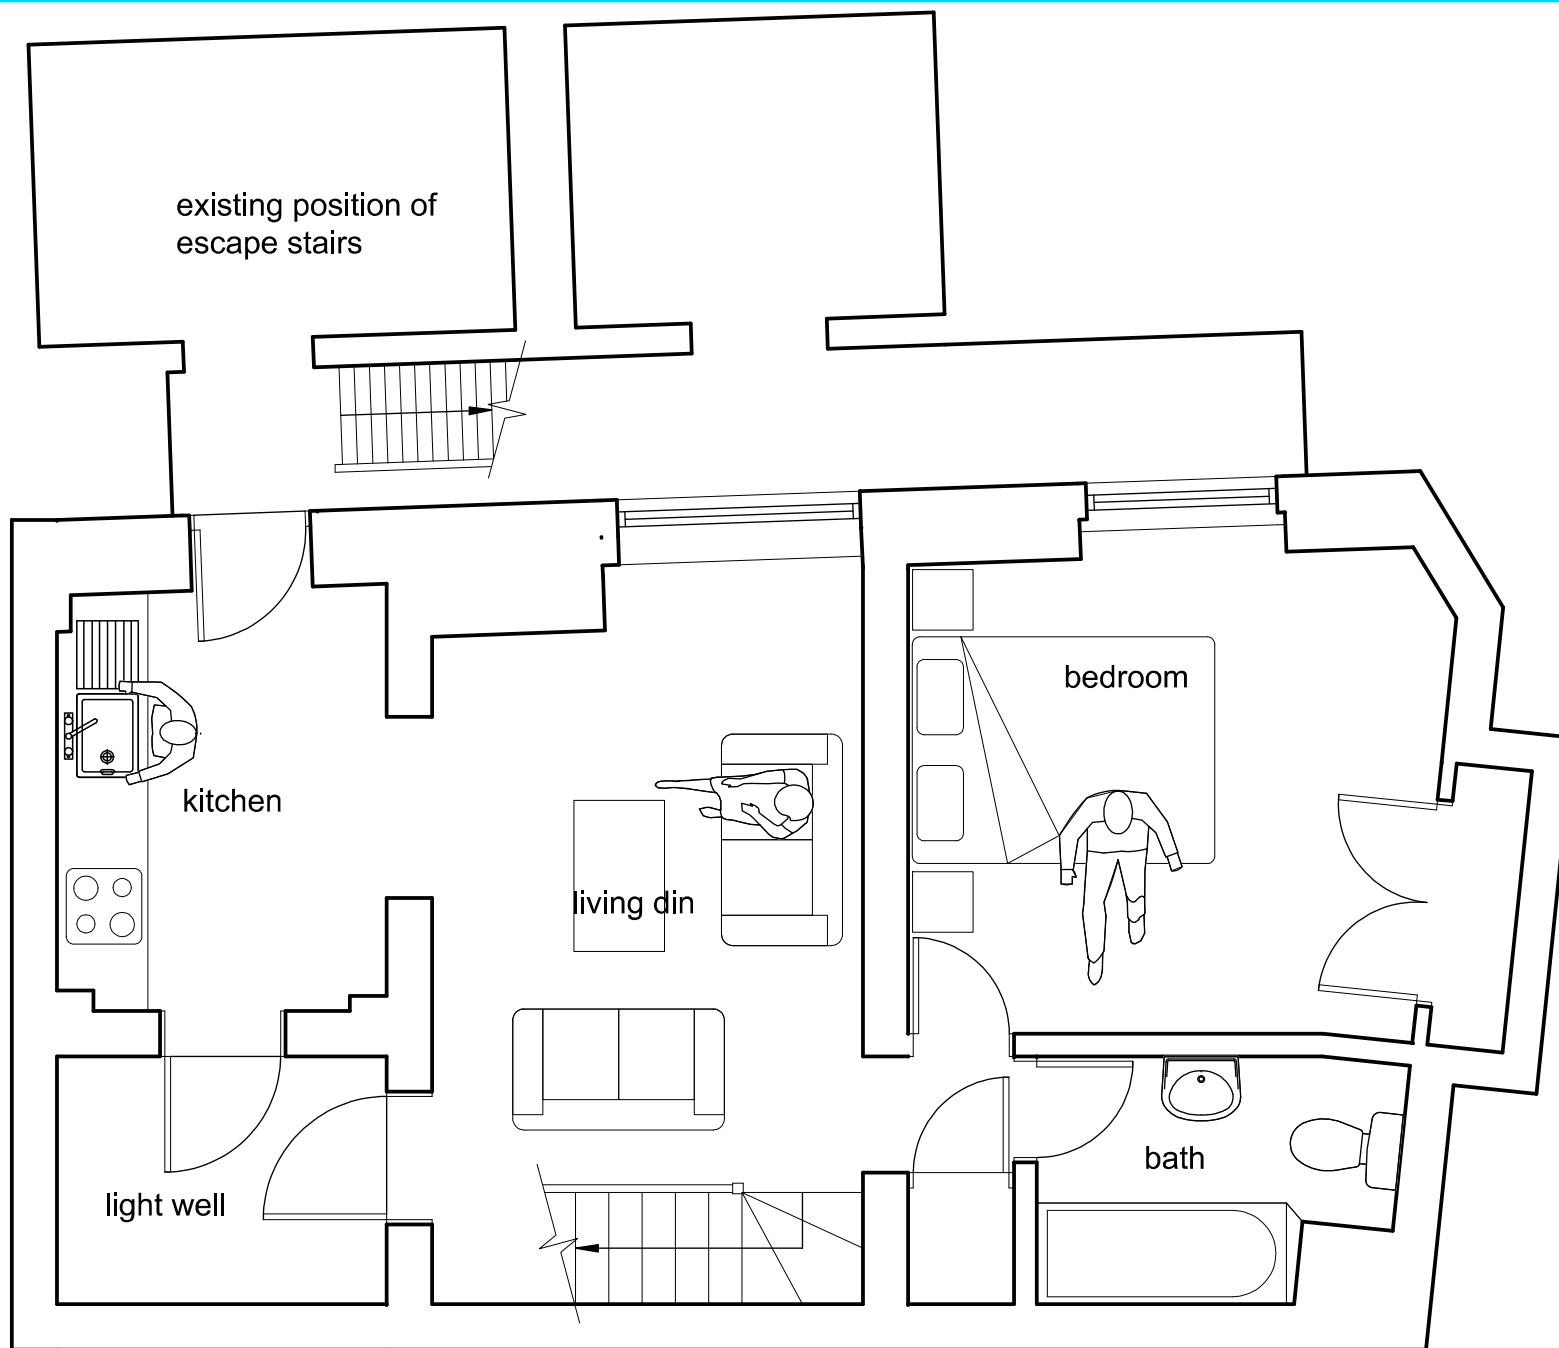 existing position of
escape stairs
bedroom
kitchen
living din
bath
light well